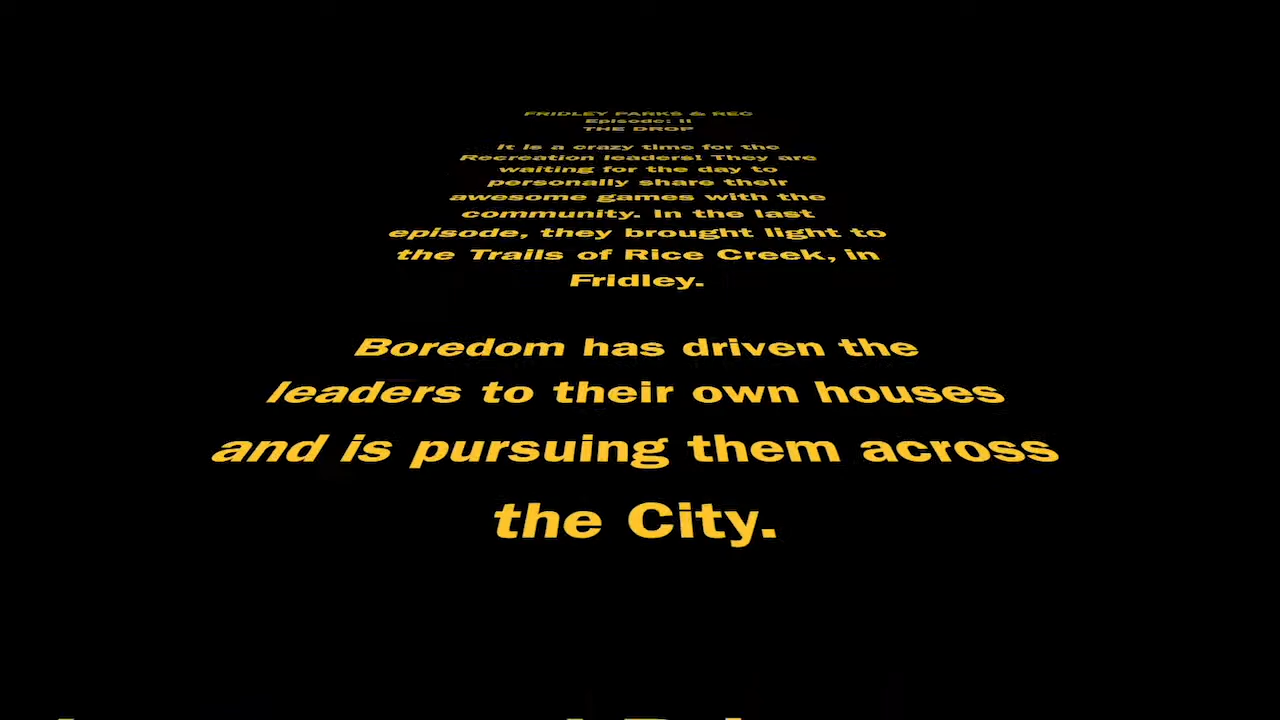 FRIDLEY PARKS & REC
Episode: II
THE DROP
It is a crazy time for the
Recreation leaders! They are
waiting for the day to
personally share their
awesome games with the
community. In the last
episode, they brought light to
the Trails of Rice Creek, in
Fridley.
Boredom has driven the
leaders to their own houses
and is pursuing them across
the City.